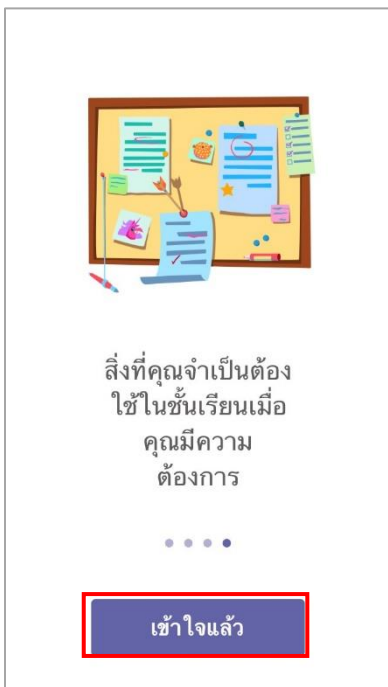 สิ่งที่คุณจำเป็นต้อง
ใช้ในชั้นเรียนเมื่อ
คุณมีความ
ต้องการ
เข้าใจแล้ว